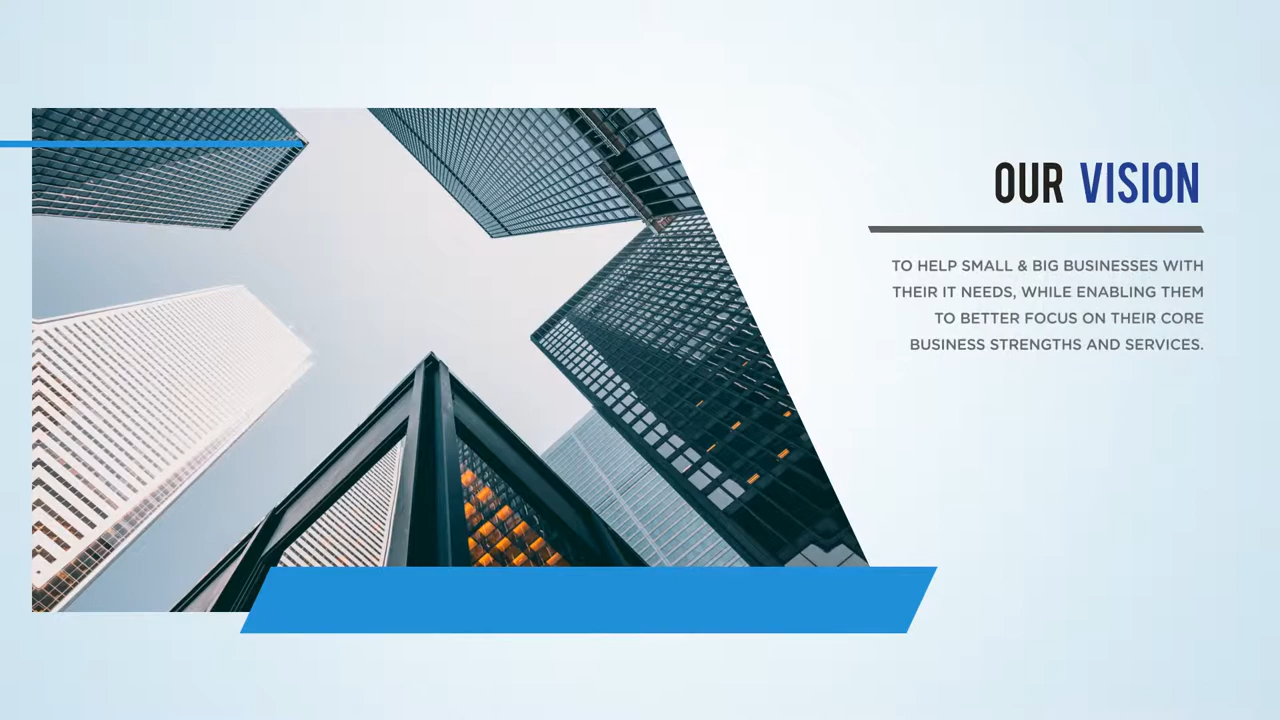 OUR VISION
TO HELP SMALL & BIG BUSINESSES WITH
THEIR IT NEEDS, WHILE ENABLING THEM
TO BETTER FOCUS ON THEIR CORE
BUSINESS STRENGTHS AND SERVICES.